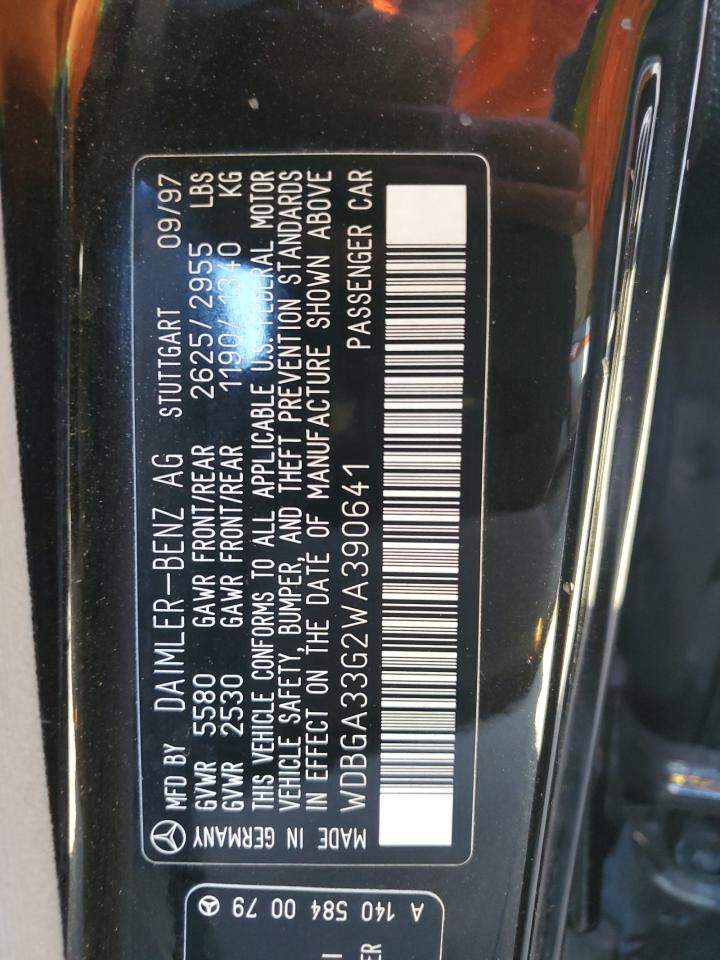 MFD BY DAIMLER-BENZ AG STUTTGART 09/97
GVWR 5580 GAWR FRONT/REAR 2625/2955 LBS
GVWR 2530 GAWR FRONT/REAR 1190/1340 KG
THIS VEHICLE CONFORMS TO ALL APPLICABLE U.S. FEDERAL MOTOR
VEHICLE SAFETY, BUMPER, AND THEFT PREVENTION STANDARDS
IN EFFECT ON THE DATE OF MANUFACTURE SHOWN ABOVE
WDBGA33G2WA390641 PASSENGER CAR
MADE IN GERMANY
A 140 584 00 79